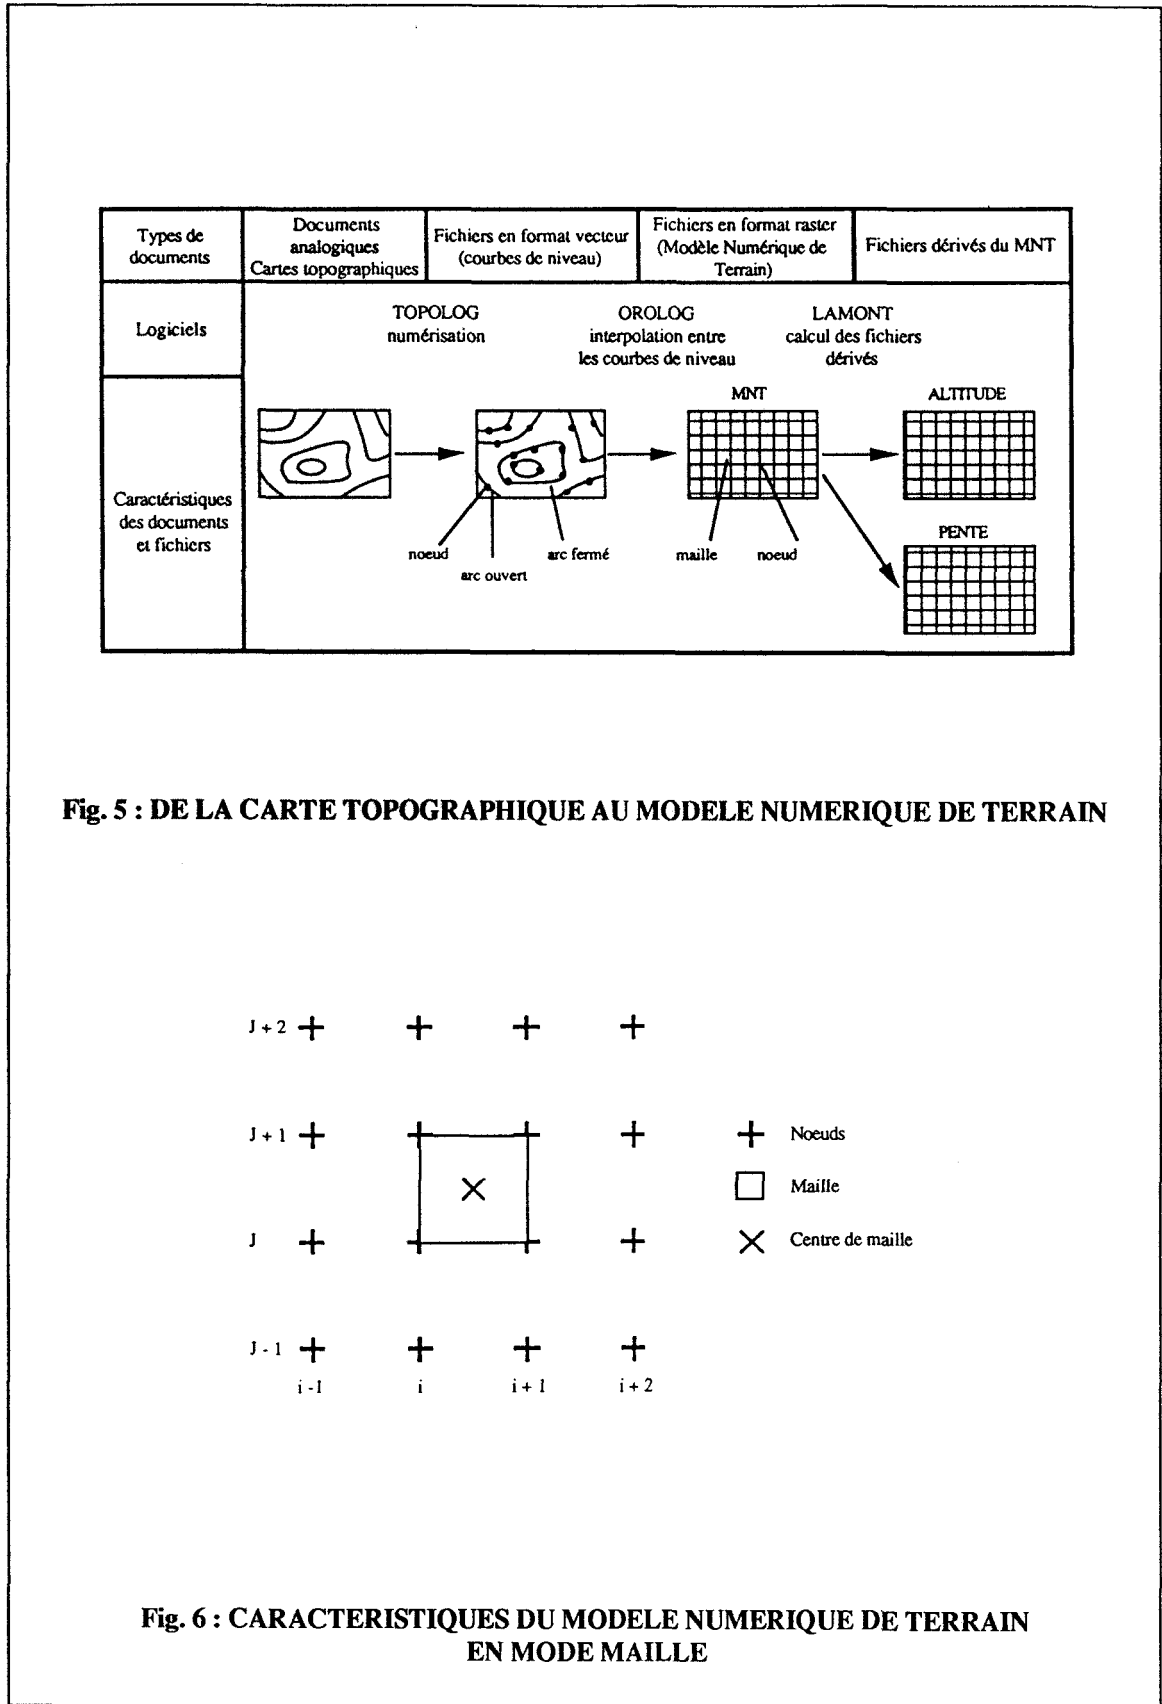 Types de
documents
Documents
analogiques
Cartes topographiques
Fichiers en format vecteur
(courbes de niveau)
Fichiers en format raster
(Modèle Numérique de
Terrain)
Fichiers dérivés du MNT
Logiciels
TOPOLOG
numérisation
OROLOG
interpolation entre
les courbes de niveau
LAMONT
calcul des fichiers
dérivés
Caractéristiques
des documents
et fichiers
MNT
ALTITUDE
noeud
arc ouvert
arc fermé
maille
noeud
PENTE
Fig. 5 : DE LA CARTE TOPOGRAPHIQUE AU MODELE NUMERIQUE DE TERRAIN
J + 2
J + 1
J
J - 1
i -1
i
i + 1
i + 2
Noeuds
Maille
Centre de maille
Fig. 6 : CARACTERISTIQUES DU MODELE NUMERIQUE DE TERRAIN
EN MODE MAILLE